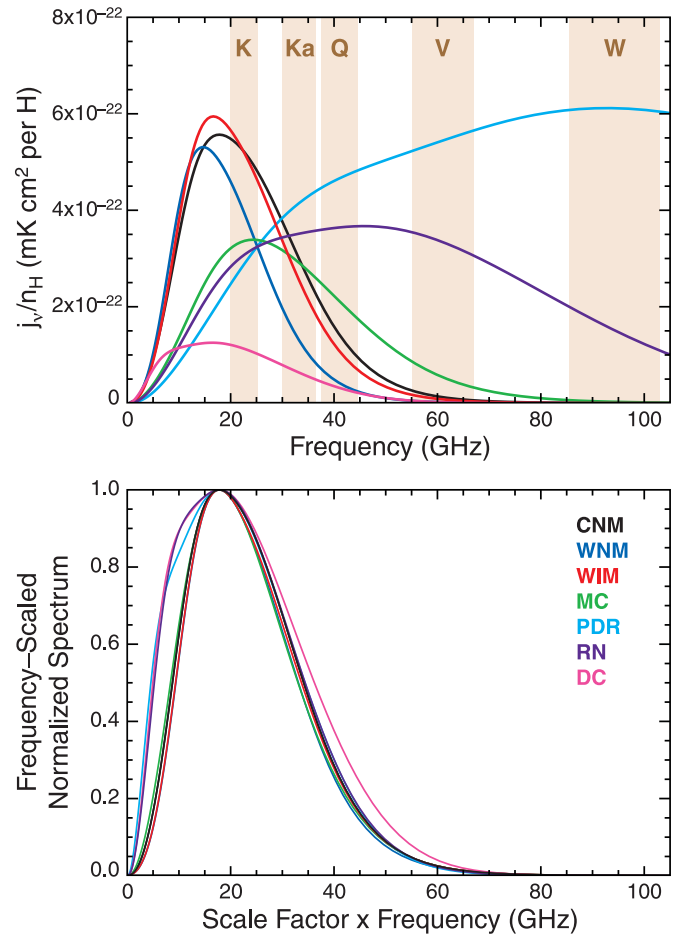 8x10−22
6x10−22
4x10−22
2x10−22
0
jν/nH (mK cm2 per H)
K Ka Q V W
0 20 40 60 80 100
Frequency (GHz)
1.0
0.8
0.6
0.4
0.2
0.0
Frequency–Scaled
Normalized Spectrum
CNM
WNM
WIM
MC
PDR
RN
DC
0 20 40 60 80 100
Scale Factor x Frequency (GHz)